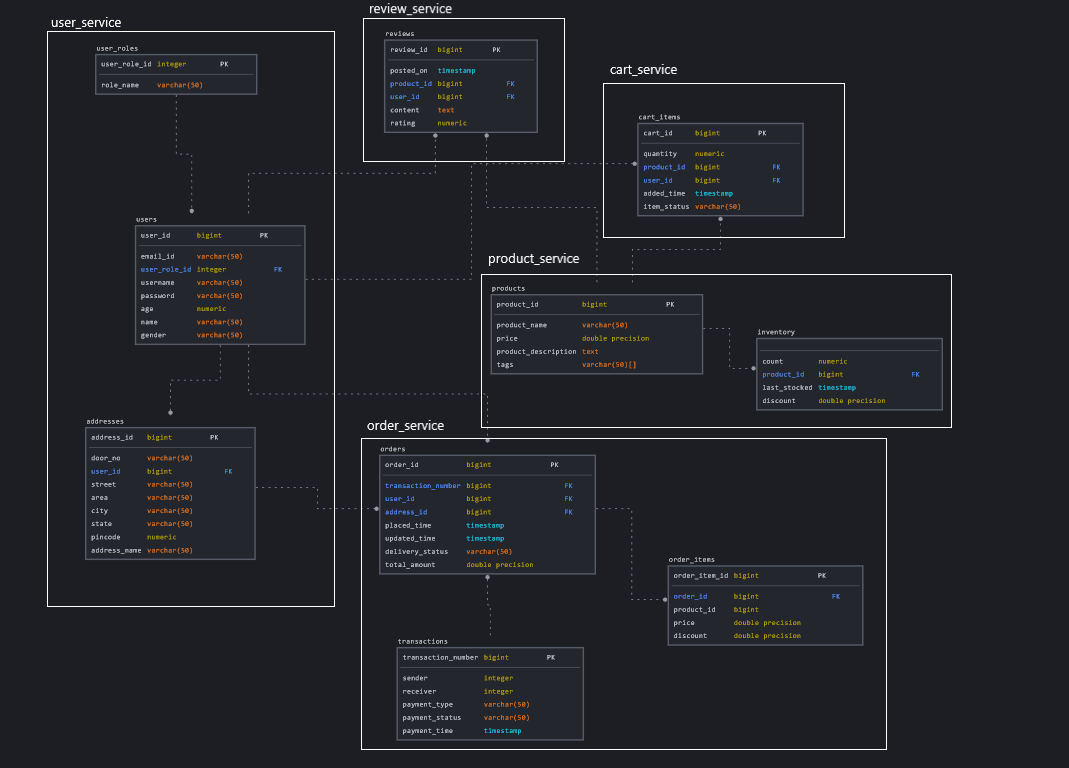 user_service
user_roles
user_role_id integer PK
role_name varchar(50)
users
user_id bigint PK
email_id varchar(50)
user_role_id integer FK
username varchar(50)
password varchar(50)
age numeric
name varchar(50)
gender varchar(50)
addresses
address_id bigint PK
door_no varchar(50)
user_id bigint FK
street varchar(50)
area varchar(50)
city varchar(50)
state varchar(50)
pincode numeric
address_name varchar(50)
review_service
reviews
review_id bigint PK
posted_on timestamp
product_id bigint FK
user_id bigint FK
content text
rating numeric
cart_service
cart_items
cart_id bigint PK
quantity numeric
product_id bigint FK
user_id bigint FK
added_time timestamp
item_status varchar(50)
product_service
products
product_id bigint PK
product_name varchar(50)
price double precision
product_description text
tags varchar(50)[]
inventory
count numeric
product_id bigint FK
last_stocked timestamp
discount double precision
order_service
orders
order_id bigint PK
transaction_number bigint FK
user_id bigint FK
address_id bigint FK
placed_time timestamp
updated_time timestamp
delivery_status varchar(50)
total_amount double precision
order_items
order_item_id bigint PK
order_id bigint FK
product_id bigint
price double precision
discount double precision
transactions
transaction_number bigint PK
sender integer
receiver integer
payment_type varchar(50)
payment_status varchar(50)
payment_time timestamp